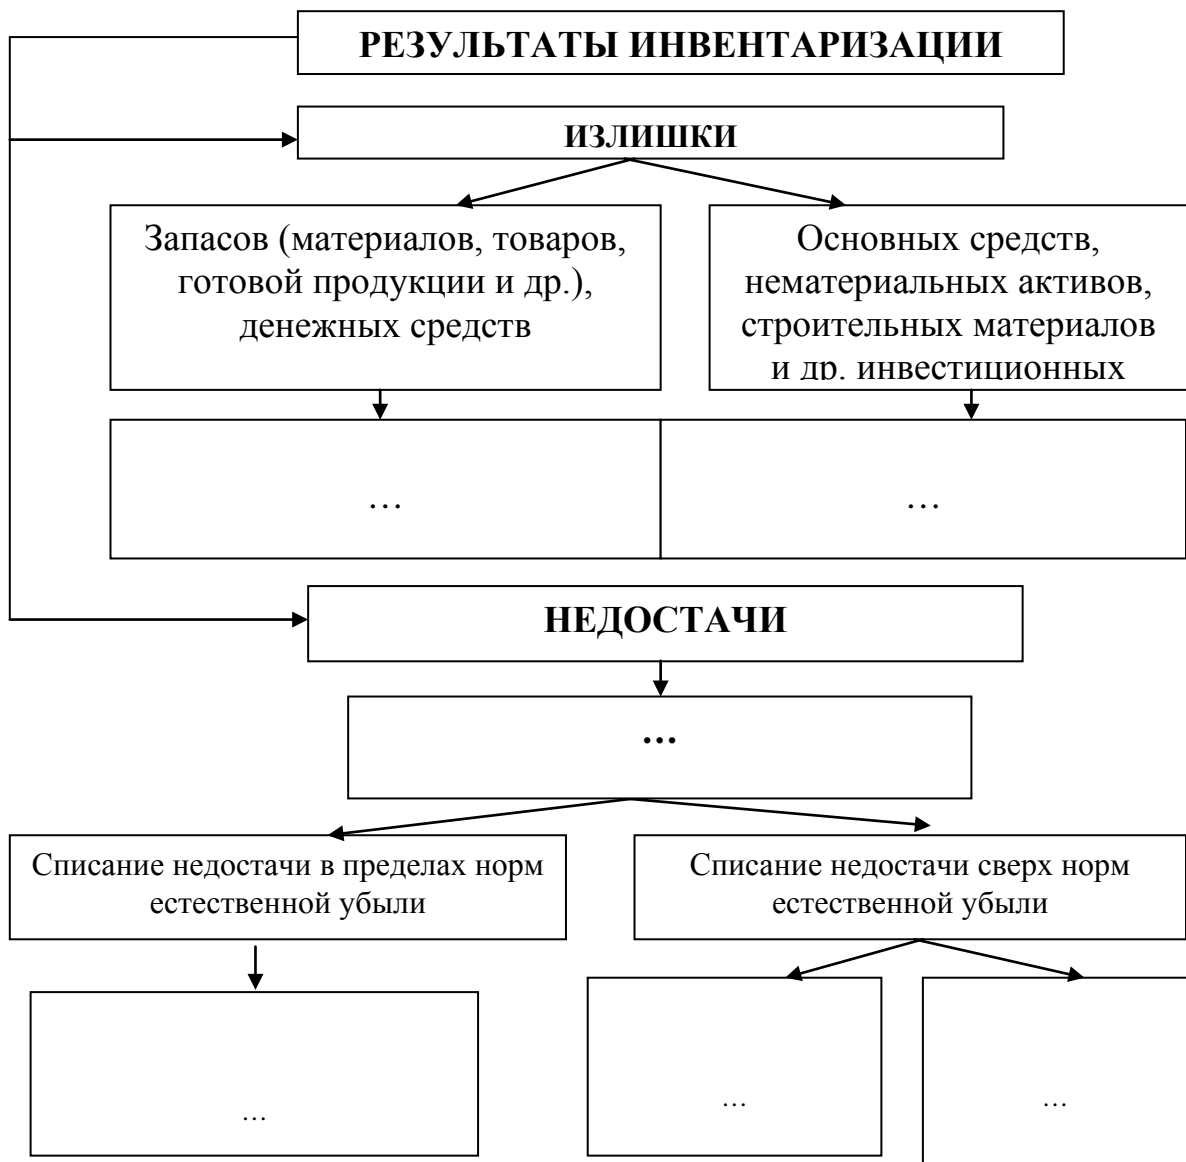 РЕЗУЛЬТАТЫ ИНВЕНТАРИЗАЦИИ
ИЗЛИШКИ
Запасов (материалов, товаров,
готовой продукции и др.),
денежных средств
Основных средств,
нематериальных активов,
строительных материалов
и др. инвестиционных
…
…
НЕДОСТАЧИ
…
Списание недостачи в пределах норм
естественной убыли
Списание недостачи сверх норм
естественной убыли
…
…
…